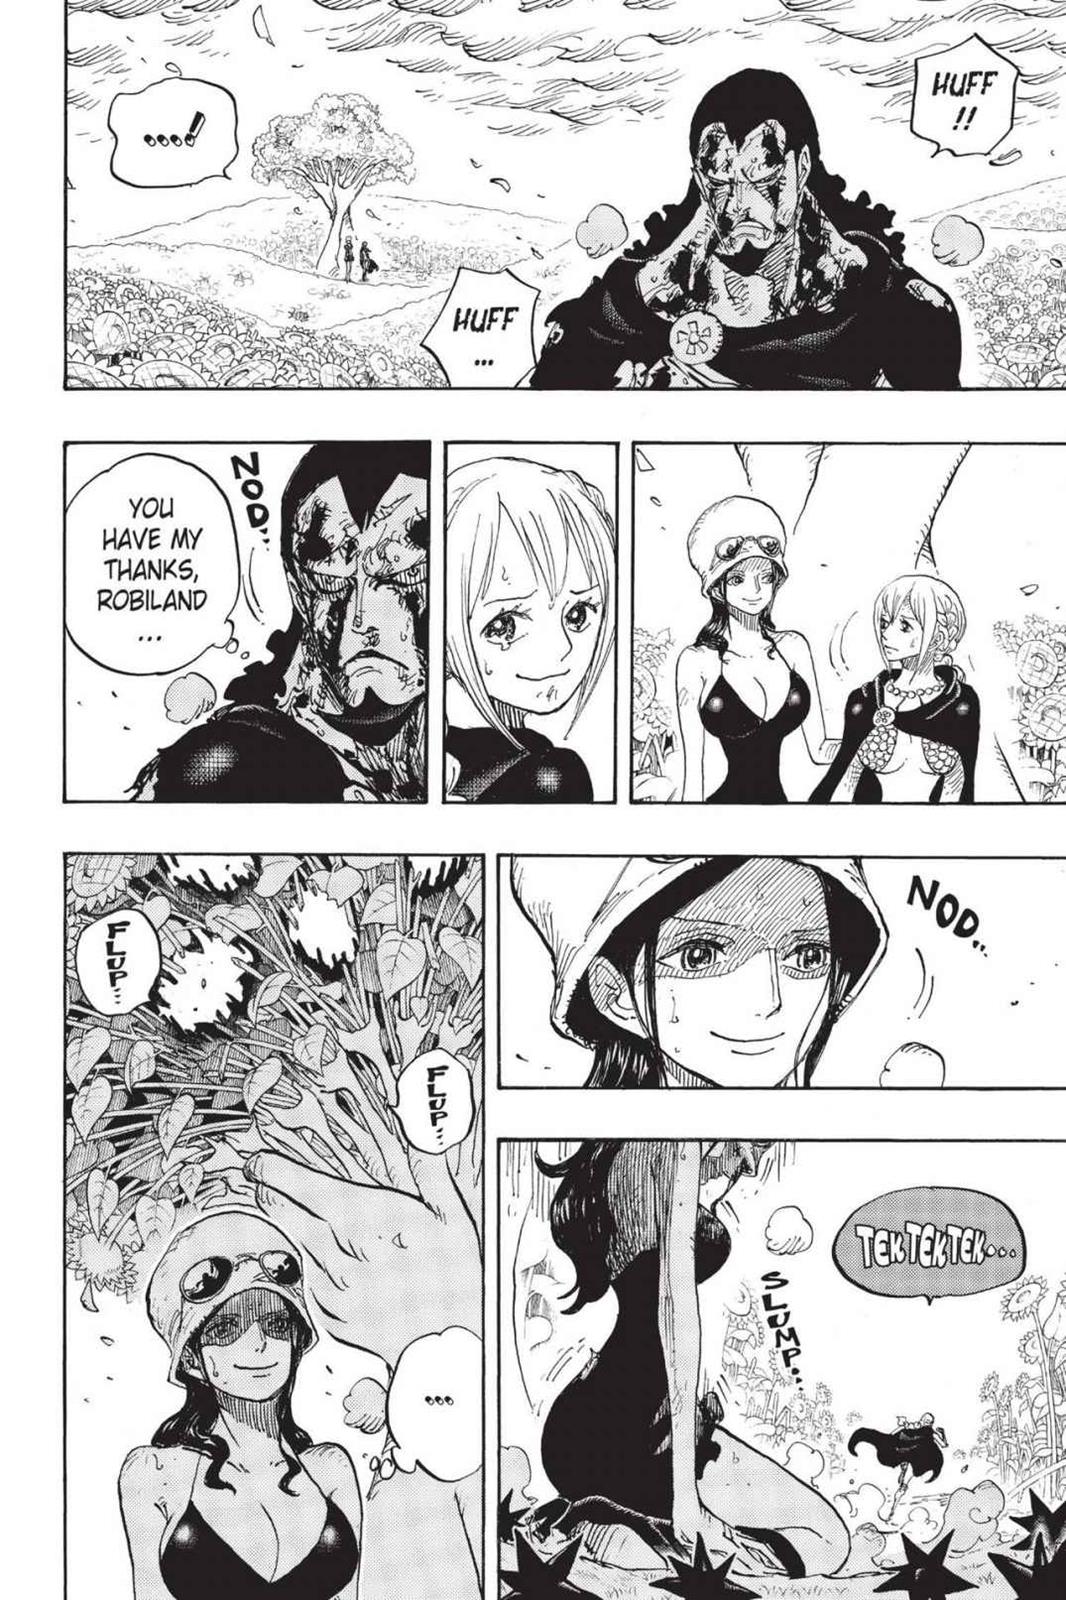 HUFF
!!
HUFF
...
....!
NOD..
YOU
HAVE MY
THANKS,
ROBILAND
...
NOD..
TEK TEK TEK...
SLUMP...
FLUP...
FLUP...
...